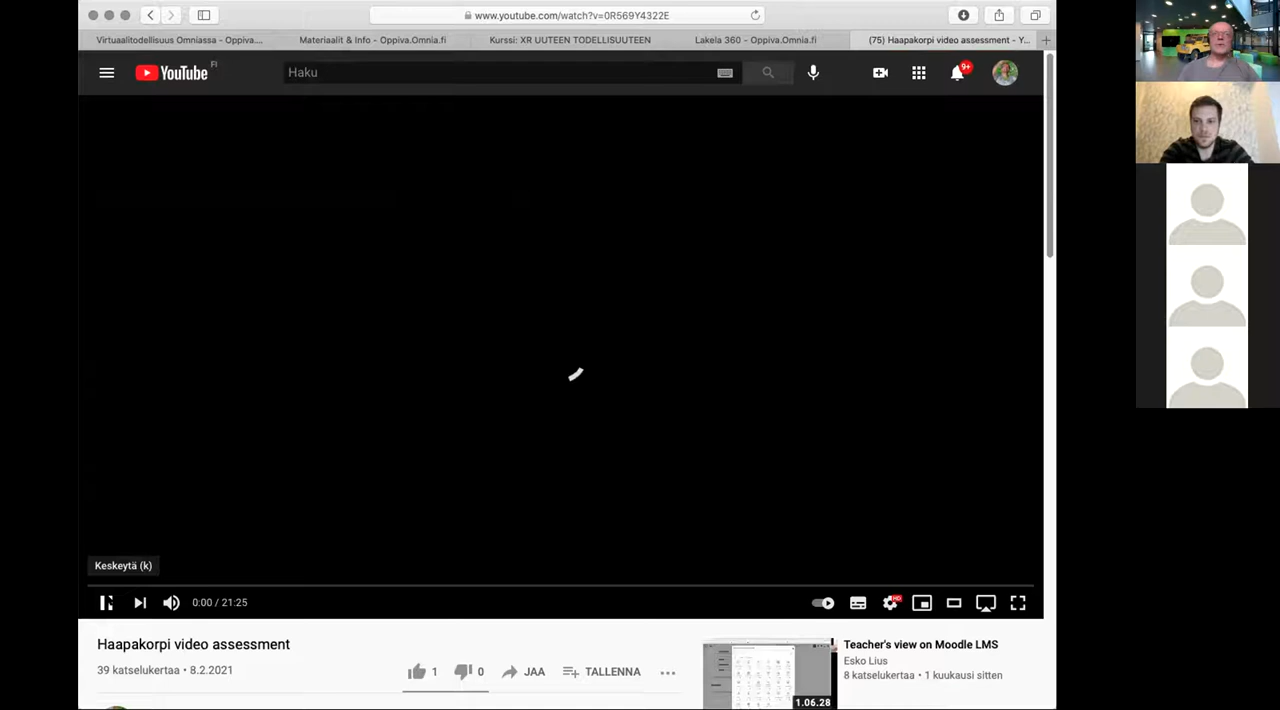 www.youtube.com/watch?v=0R569Y4322E
Virtuaalitodellisuus Omniassa - Oppiva....
Materiaalit & Info - Oppiva.Omnia.fi
Kurssi: XR UUTEEN TODELLISUUTEEN
Lakela 360 - Oppiva.Omnia.fi
(75) Haapakorpi video assessment - Y...
YouTube FI
Haku
9+
Keskeytä (k)
0:00 / 21:25
HD
Haapakorpi video assessment
39 katselukertaa • 8.2.2021
1
0
JAA
TALLENNA
1.06.28
Teacher's view on Moodle LMS
Esko Lius
8 katselukertaa • 1 kuukausi sitten